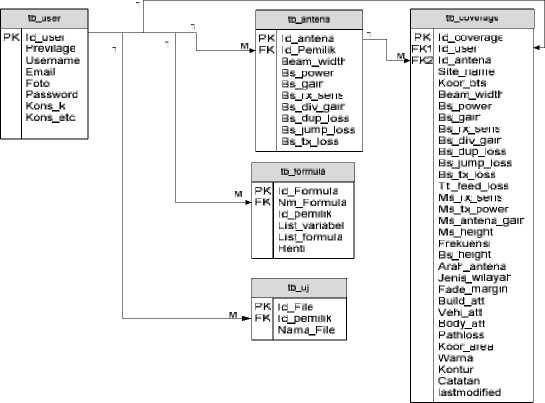 tb_user
PK Id_user
Previlage
Username
Email
Foto
Password
Kons_k
Kons_etc
tb_antena
PK Id_antena
FK Id_Pemilik
Beam_width
Bs_power
Bs_gain
Bs_rx_sens
Bs_div_gain
Bs_dup_loss
Bs_jump_loss
Bs_tx_loss
tb_formula
PK Id_Formula
FK Nm_Formula
Id_pemilik
List_variabel
List_formula
Henti
tb_uj
PK Id_File
FK Id_pemilik
Nama_File
tb_coverage
PK Id_coverage
FK1 Id_user
FK2 Id_antena
Site_name
Koor_bts
Beam_width
Bs_power
Bs_gain
Bs_rx_sens
Bs_div_gain
Bs_dup_loss
Bs_jump_loss
Bs_tx_loss
Tt_feed_loss
Ms_rx_sens
Ms_tx_power
Ms_antena_gain
Ms_height
Frekuensi
Bs_height
Arah_antena
Jenis_wilayah
Fade_margin
Build_att
Vehi_att
Body_att
Pathloss
Koor_area
Warna
Kontur
Catatan
lastmodified
M
M
M
M